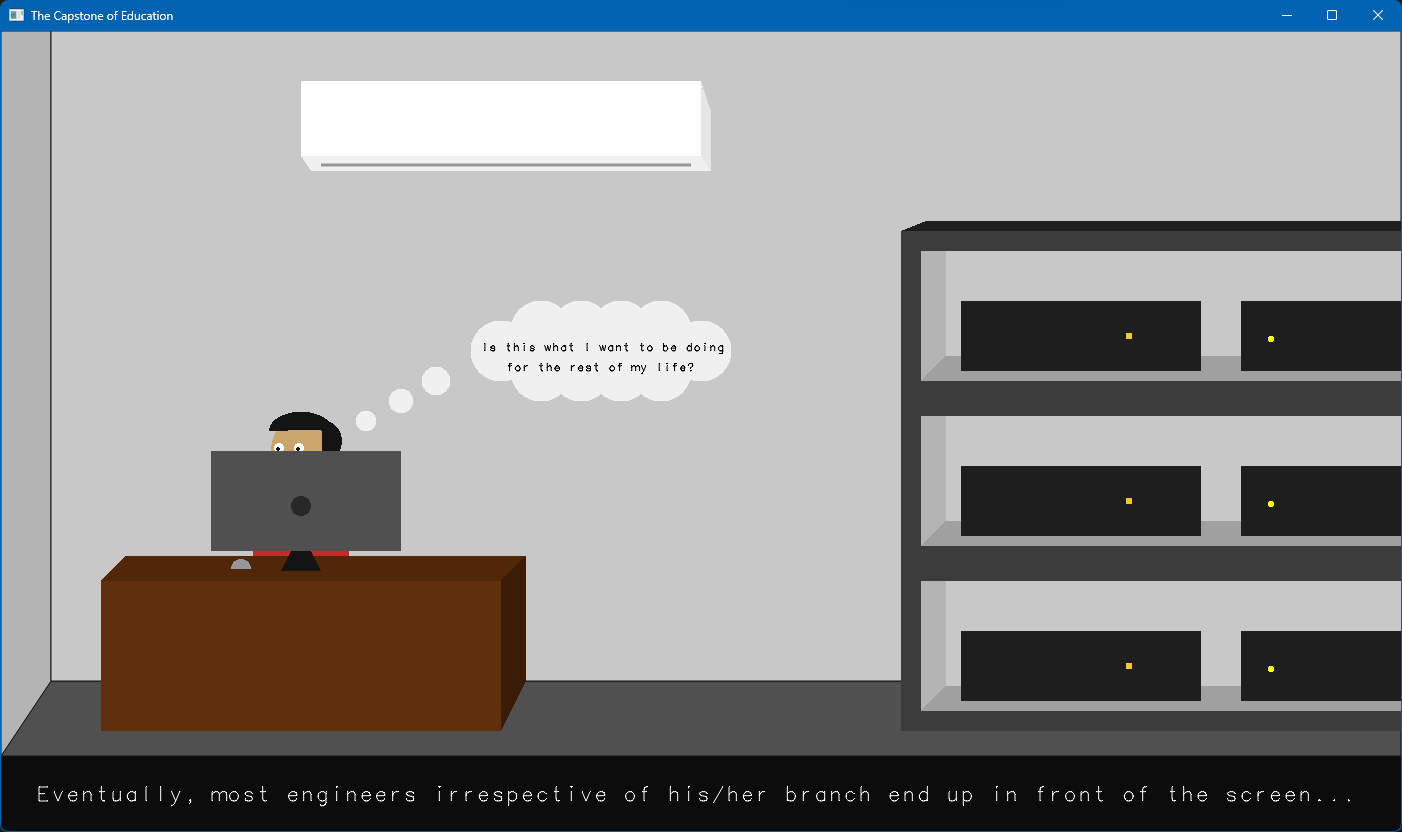 The Capstone of Education
Is this what I want to be doing
for the rest of my life?
Eventually, most engineers irrespective of his/her branch end up in front of the screen...